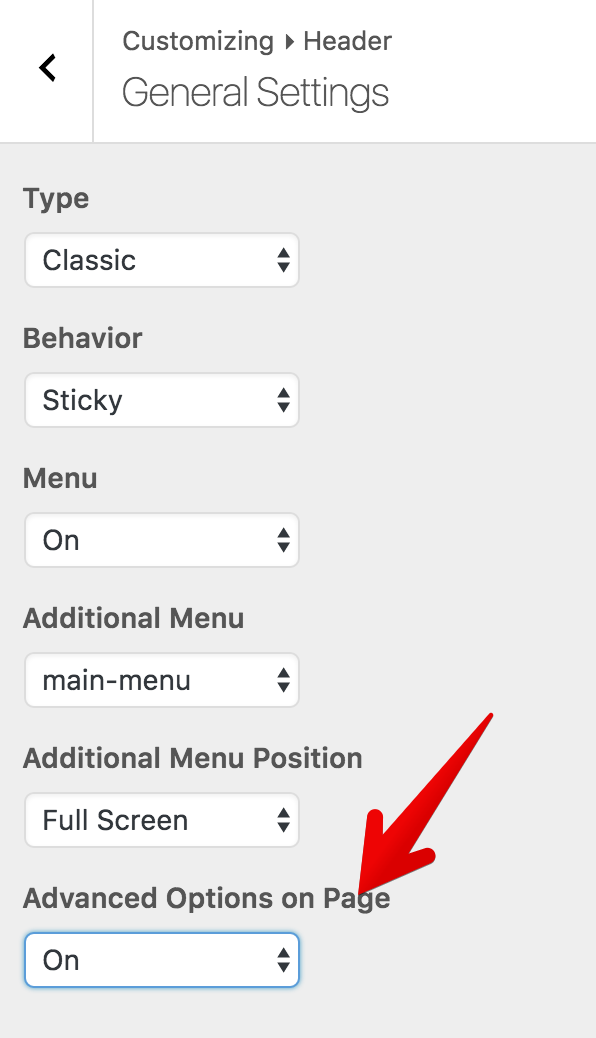 Customizing ▸ Header
General Settings
Type
Classic
Behavior
Sticky
Menu
On
Additional Menu
main-menu
Additional Menu Position
Full Screen
Advanced Options on Page
On